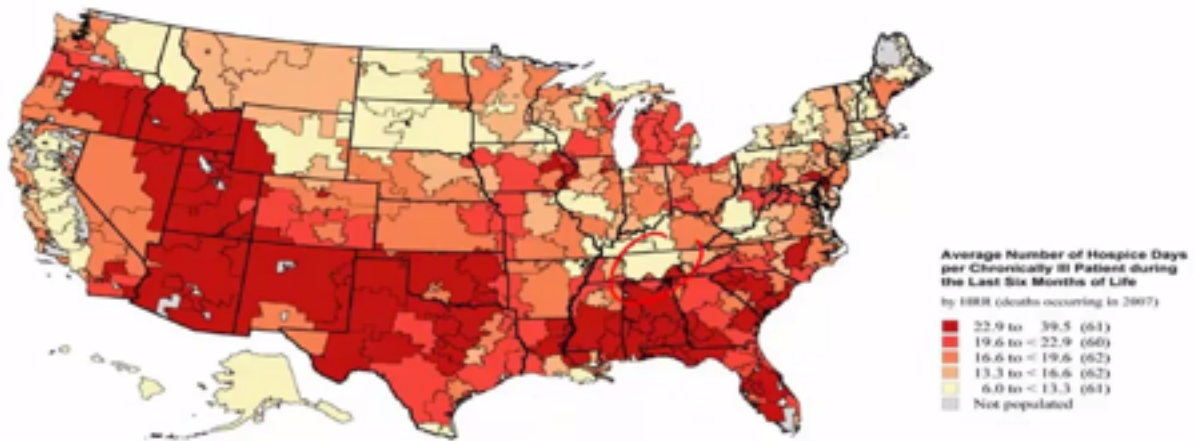 Average Number of Hospice Days
per Chronically Ill Patient during
the Last Six Months of Life
by HRR (deaths occurring in 2007)
22.9 to 39.5 (61)
19.6 to < 22.9 (60)
16.6 to < 19.6 (62)
13.3 to < 16.6 (62)
6.0 to < 13.3 (61)
Not populated